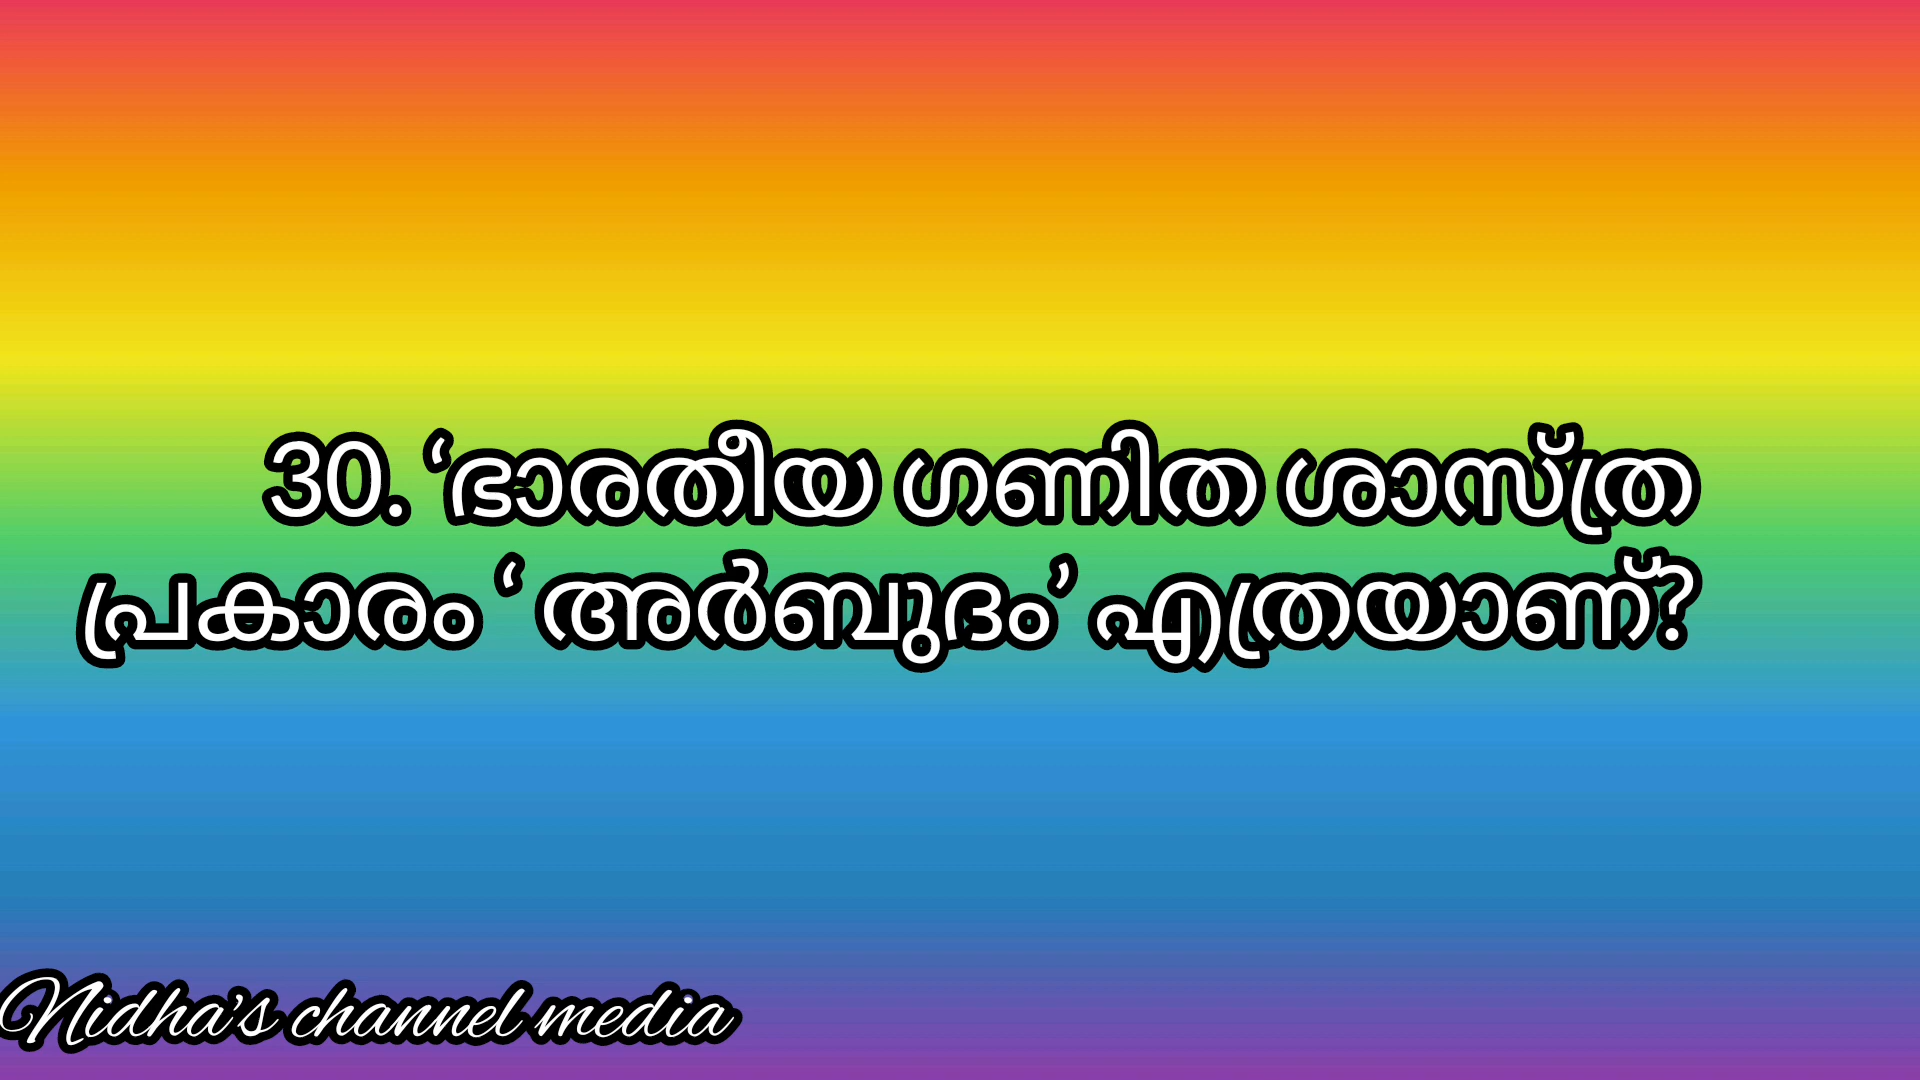 30. ‘ഭാരതീയ ഗണിത ശാസ്ത്ര
പ്രകാരം ‘ അർബുദം’ എത്രയാണ്?
Nidha's channel media